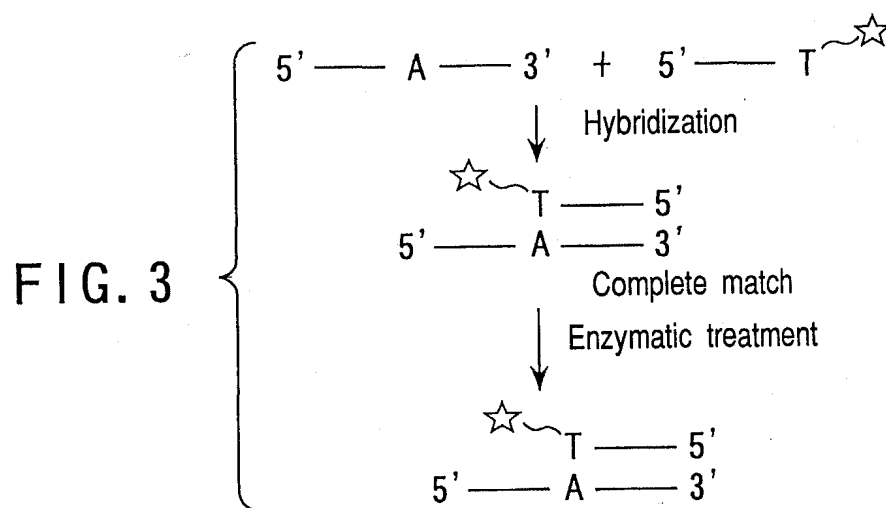 5' — A — 3' + 5' — T
Hybridization
T — 5'
5' — A — 3'
Complete match
FIG. 3
Enzymatic treatment
T — 5'
5' — A — 3'